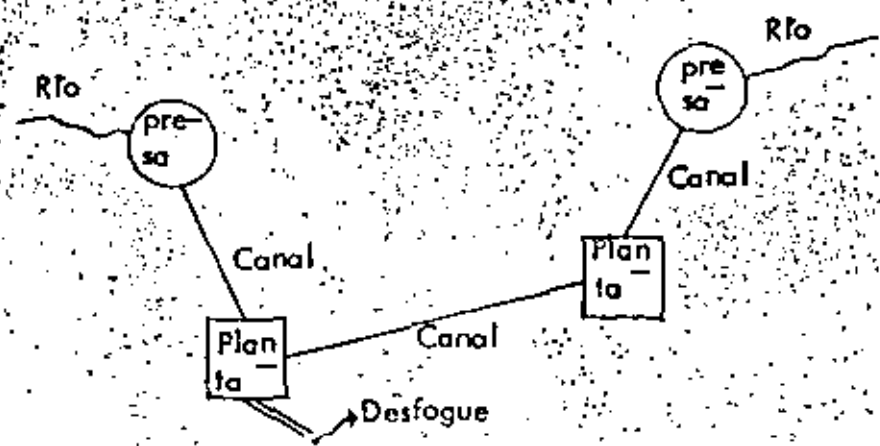 Río
pre-
sa
Río
pre
sa
Canal
Canal
Plan
ta
Canal
Plan
ta
Desfogue